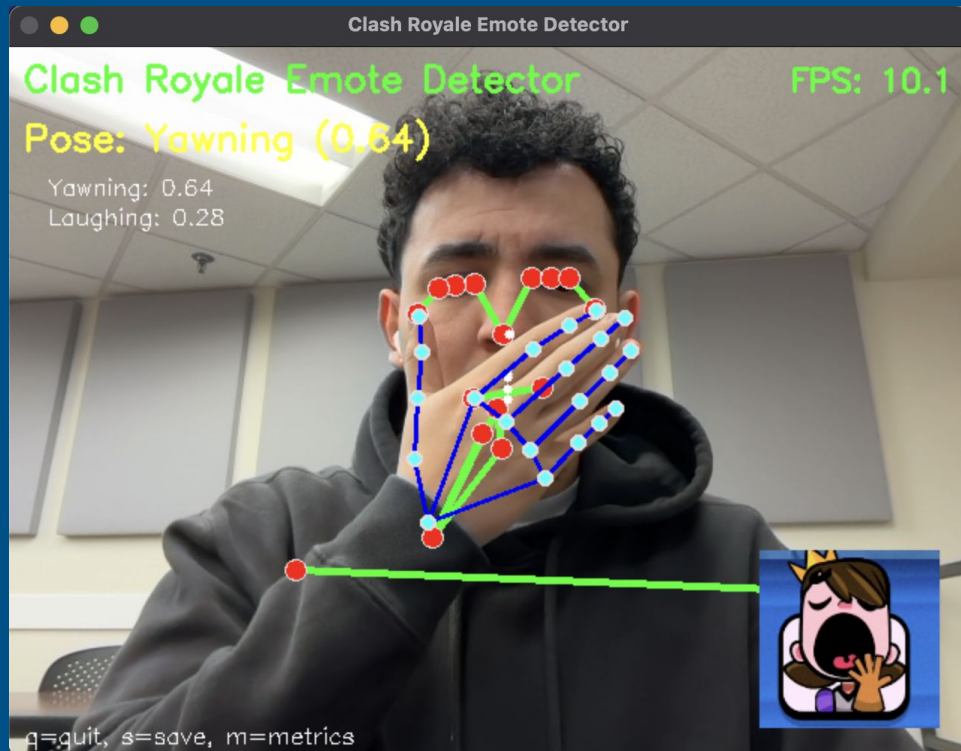 Clash Royale Emote Detector
Clash Royale Emote Detector
FPS: 10.1
Pose: Yawning (0.64)
Yawning: 0.64
Laughing: 0.28
q=quit, s=save, m=metrics